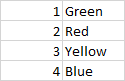 1 Green
2 Red
3 Yellow
4 Blue